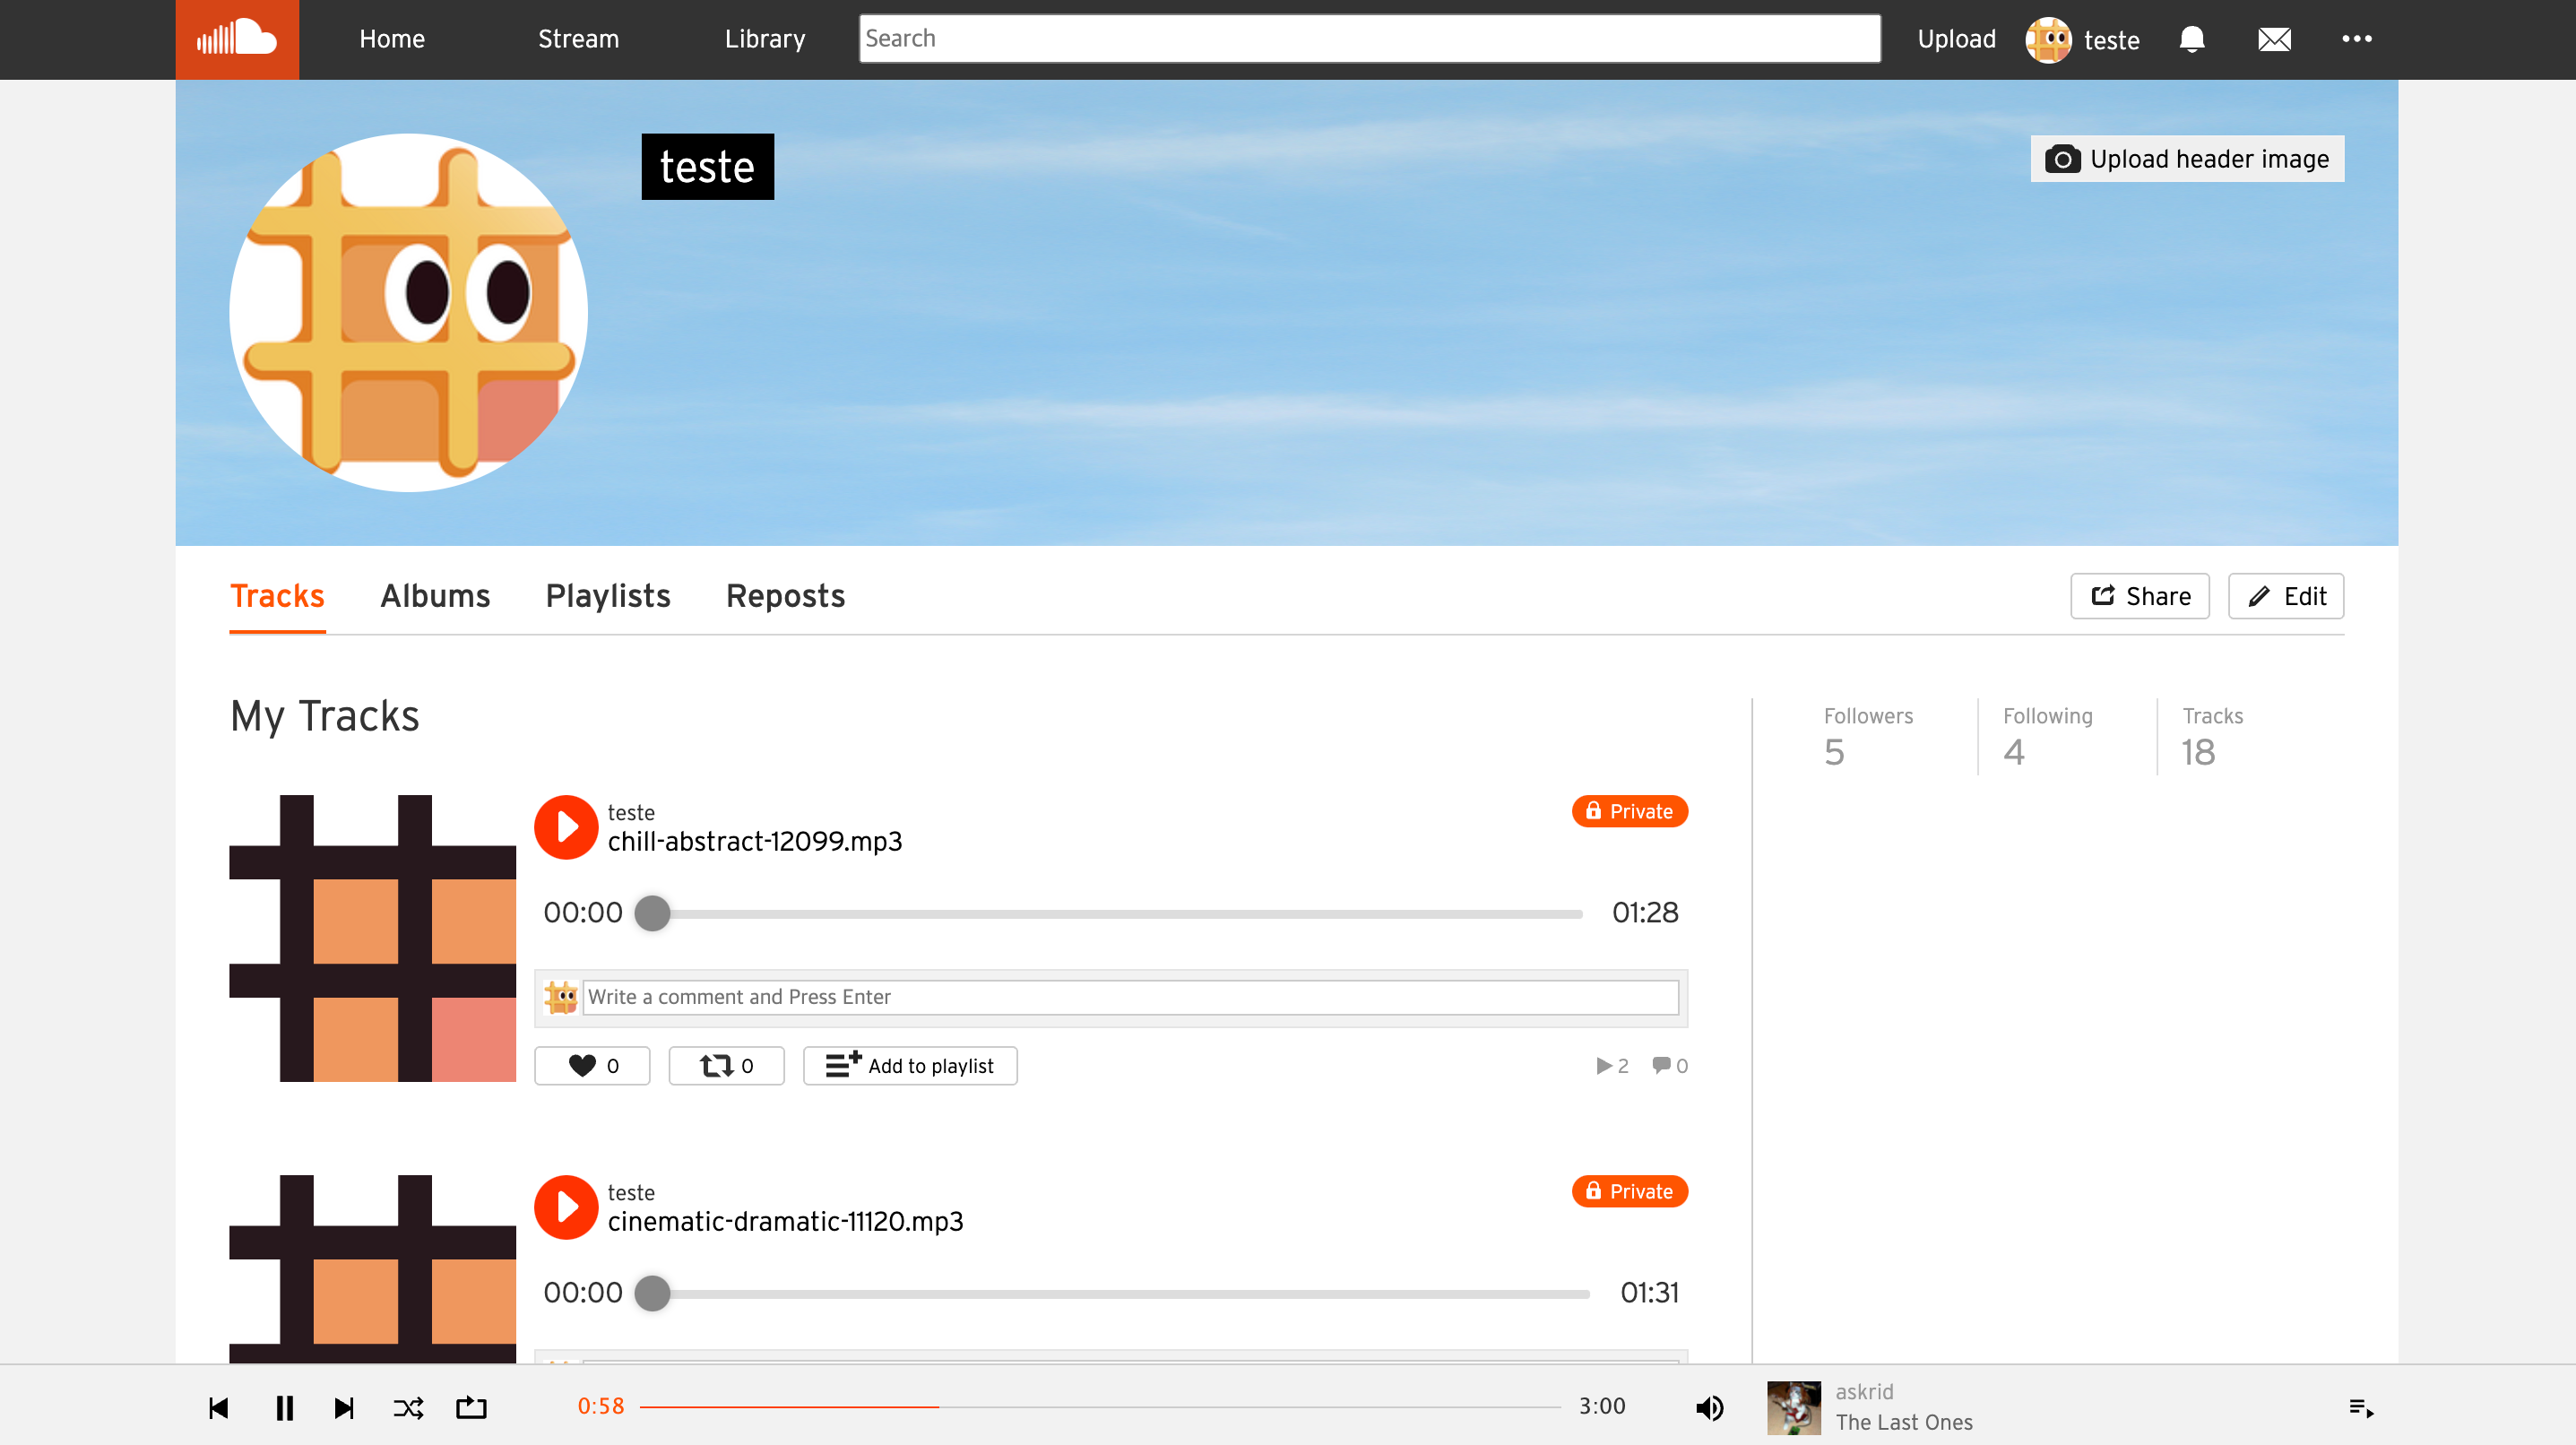 Home Stream Library Search Upload teste
teste
Upload header image
Tracks Albums Playlists Reposts Share Edit
My Tracks
Followers Following Tracks
5 4 18
teste Private
chill-abstract-12099.mp3
00:00 01:28
Write a comment and Press Enter
0 0 Add to playlist 2 0
teste Private
cinematic-dramatic-11120.mp3
00:00 01:31
0:58 3:00
askrid
The Last Ones